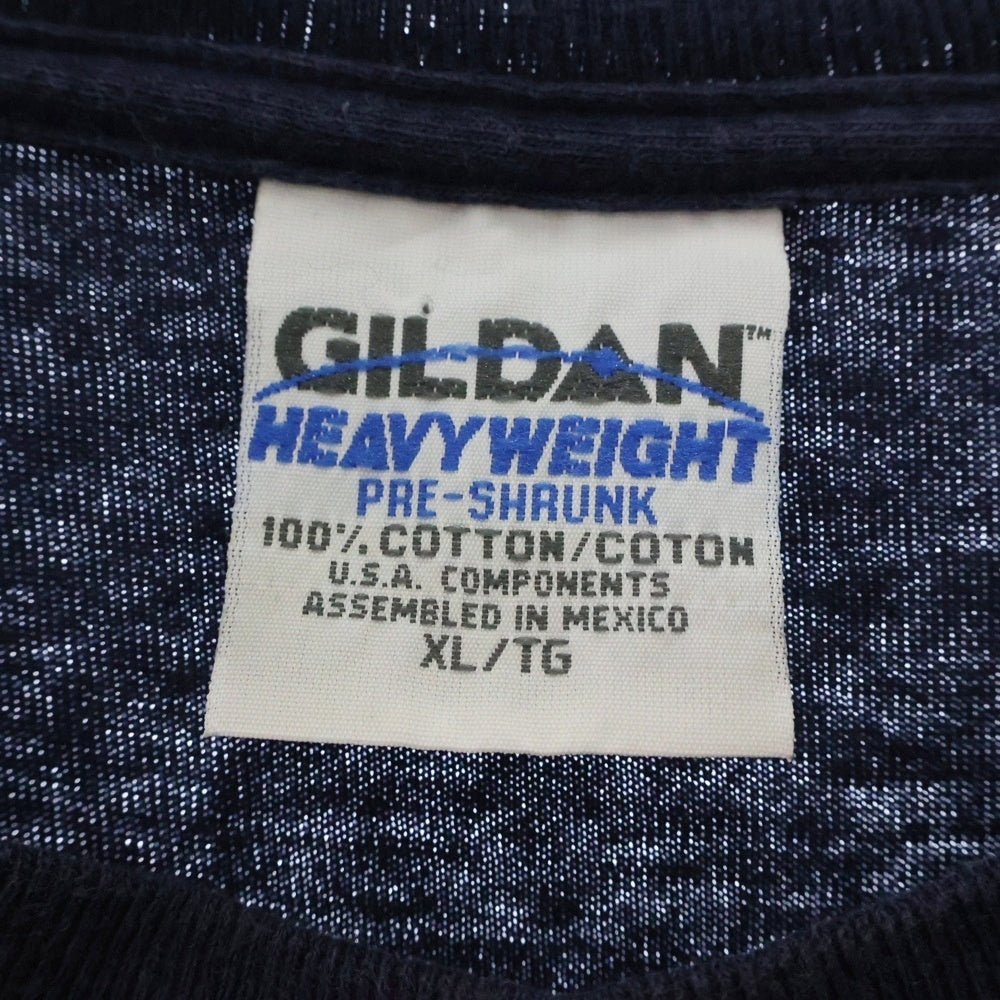 GILDAN™
HEAVYWEIGHT
PRE-SHRUNK
100% COTTON/COTON
U.S.A. COMPONENTS
ASSEMBLED IN MEXICO
XL/TG